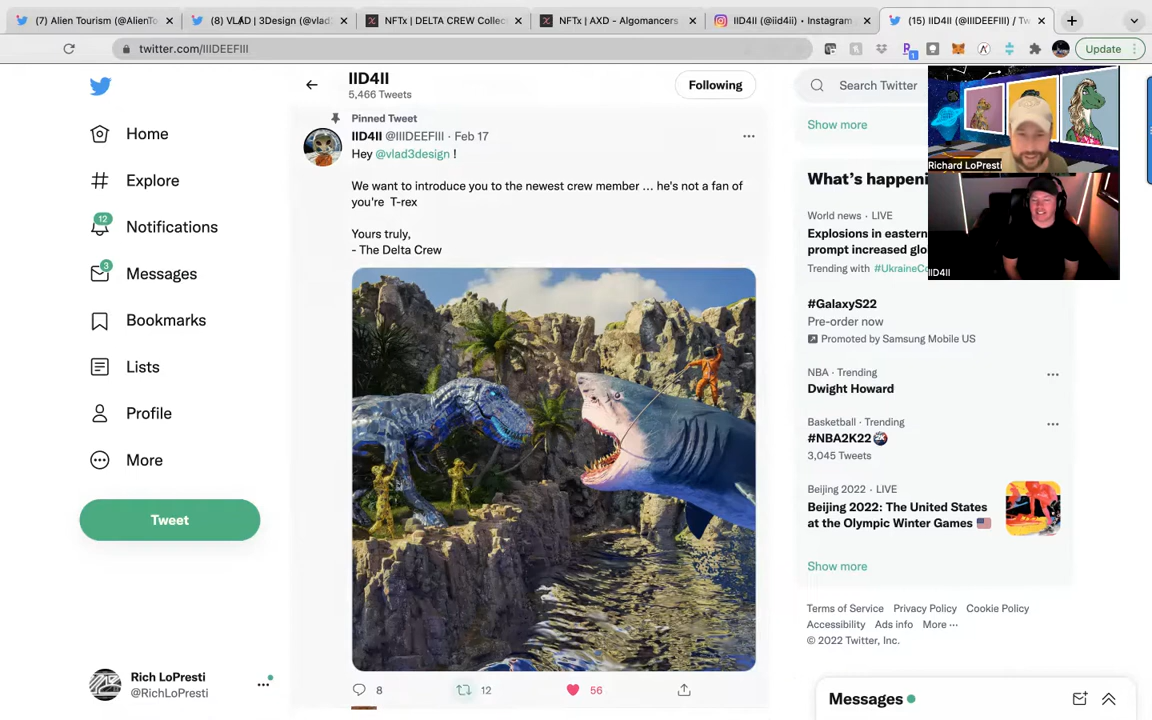 (7) Alien Tourism (@AlienTo
(8) VLAD | 3Design (@vlad
NFTx | DELTA CREW Collec
NFTx | AXD - Algomancers
IID4II (@iid4ii) • Instagram
(15) IID4II (@IIIDEEFIII) / Tw
twitter.com/IIIDEEFIII
1
Update
IID4II
5,466 Tweets
Following
Search Twitter
Home
Explore
12
Notifications
3
Messages
Bookmarks
Lists
Profile
More
Tweet
Rich LoPresti
@RichLoPresti
Pinned Tweet
IID4II @IIIDEEFIII · Feb 17
Hey @vlad3design !
We want to introduce you to the newest crew member ... he's not a fan of
you're T-rex
Yours truly,
- The Delta Crew
8
12
56
Richard LoPresti
IID4II
Show more
What's happeni
World news · LIVE
Explosions in eastern
prompt increased glo
Trending with #UkraineC
#GalaxyS22
Pre-order now
Promoted by Samsung Mobile US
NBA · Trending
Dwight Howard
Basketball · Trending
#NBA2K22
3,045 Tweets
Beijing 2022 · LIVE
Beijing 2022: The United States
at the Olympic Winter Games
Show more
Terms of Service Privacy Policy Cookie Policy
Accessibility Ads info More ···
© 2022 Twitter, Inc.
Messages